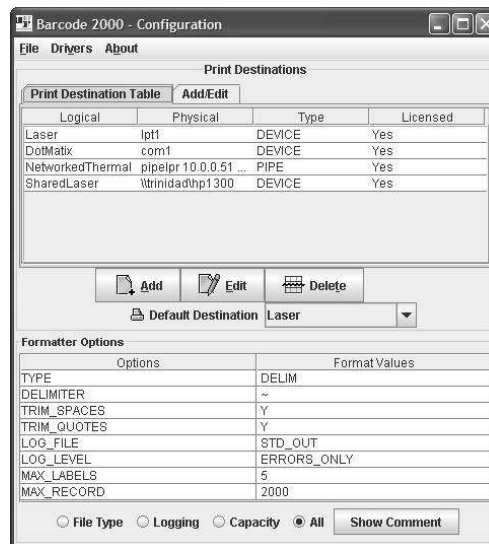 Barcode 2000 - Configuration
File Drivers About
Print Destinations
Print Destination Table Add/Edit
Logical Physical Type Licensed
Laser lpt1 DEVICE Yes
DotMatix com1 DEVICE Yes
NetworkedThermal pipelpr 10.0.0.51 ... PIPE Yes
SharedLaser \\trinidad\hp1300 DEVICE Yes
Add Edit Delete
Default Destination Laser
Formatter Options
Options Format Values
TYPE DELIM
DELIMITER ~
TRIM_SPACES Y
TRIM_QUOTES Y
LOG_FILE STD_OUT
LOG_LEVEL ERRORS_ONLY
MAX_LABELS 5
MAX_RECORD 2000
File Type Logging Capacity All Show Comment